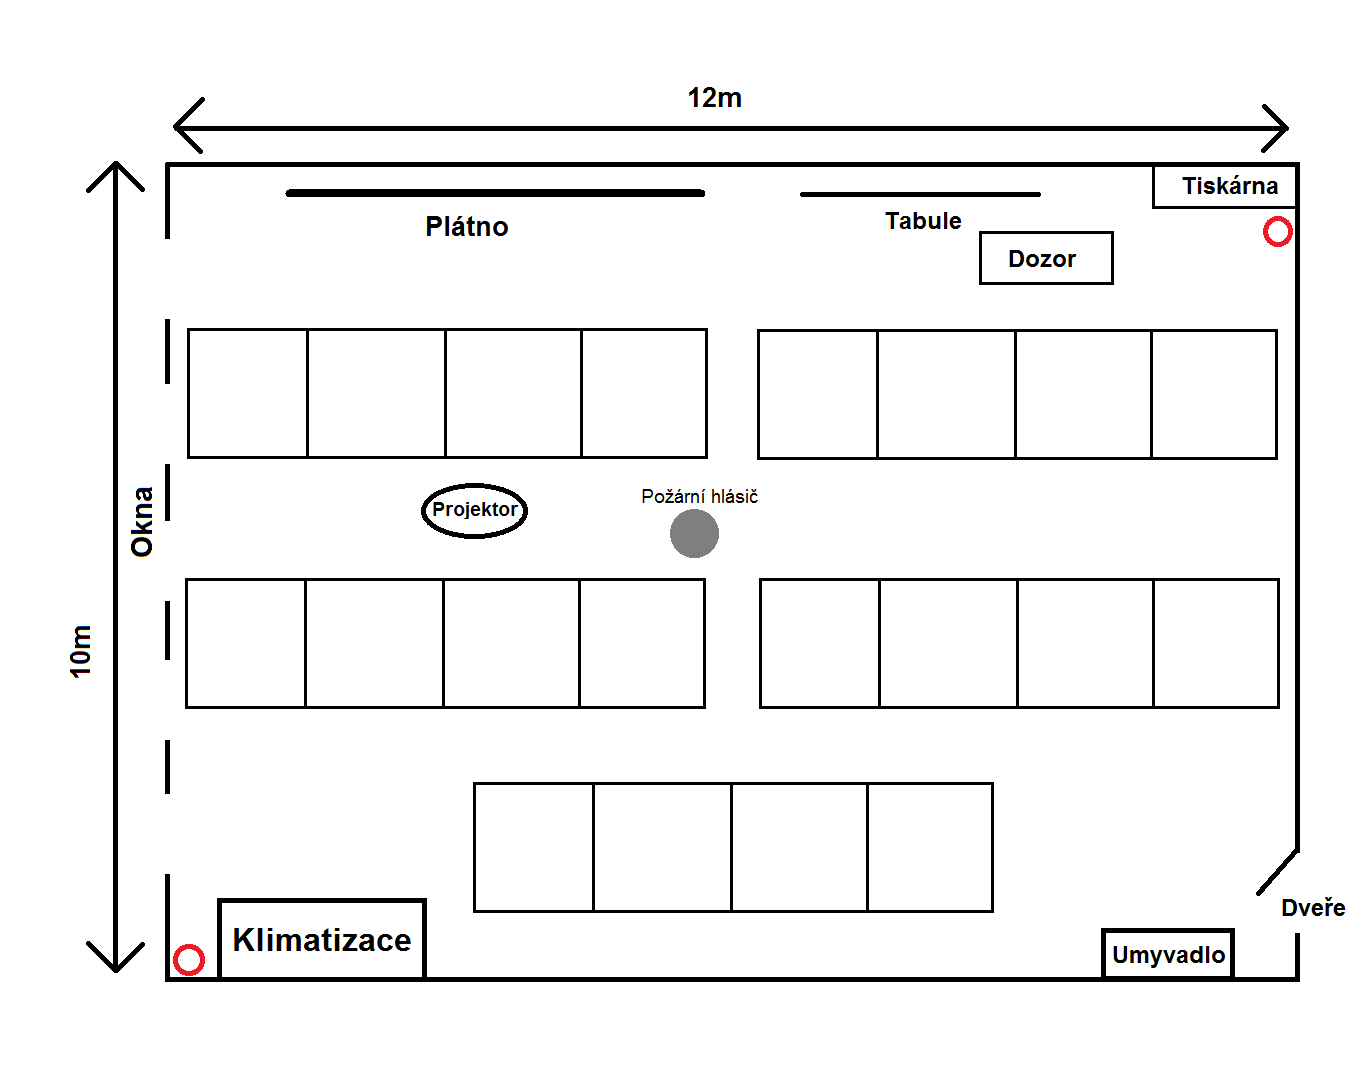 12m
Tiskárna
Plátno
Tabule
Dozor
Okna
Požární hlásič
Projektor
10m
Dveře
Klimatizace
Umyvadlo